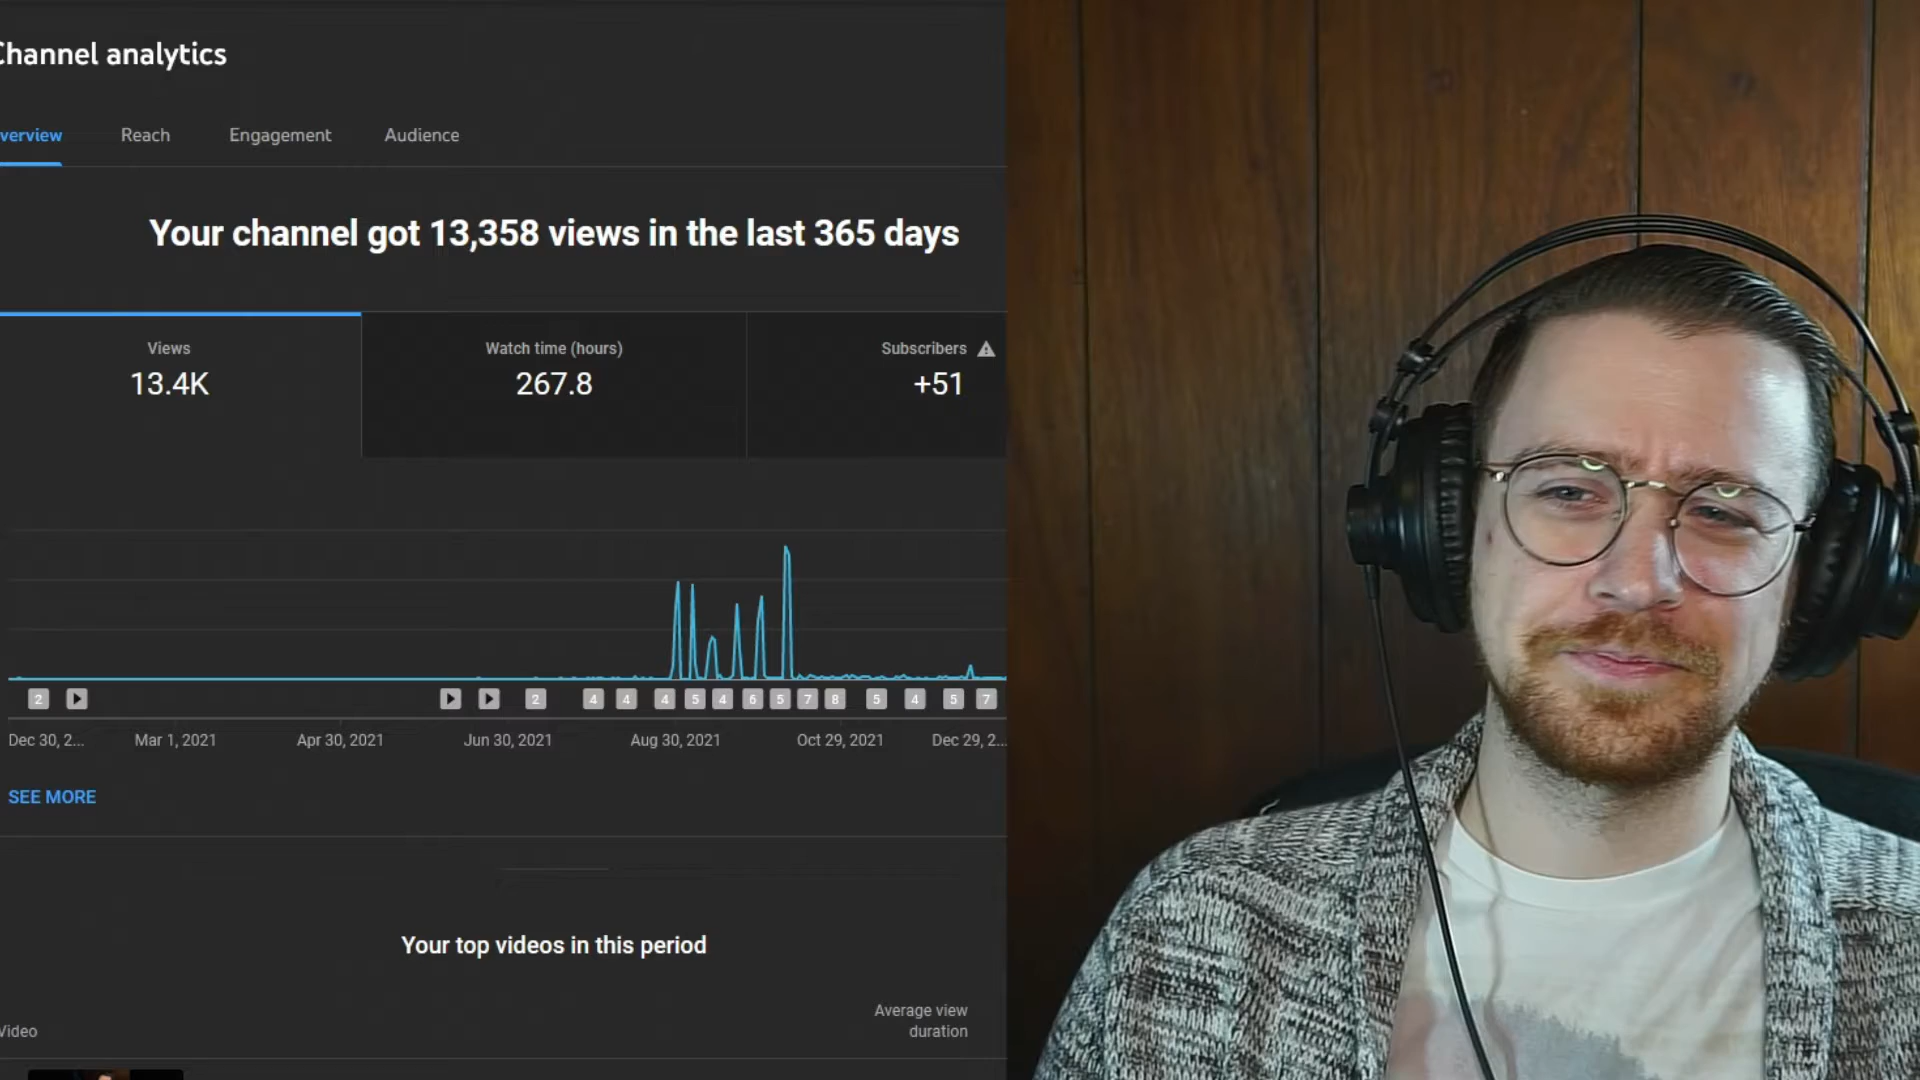 Channel analytics
verview
Reach
Engagement
Audience
Your channel got 13,358 views in the last 365 days
Views
13.4K
Watch time (hours)
267.8
Subscribers
+51
2
4 4 4 5 4 6 5 7 8 5 4 5 7
2
Dec 30, 2...
Mar 1, 2021
Apr 30, 2021
Jun 30, 2021
Aug 30, 2021
Oct 29, 2021
Dec 29, 2...
SEE MORE
Your top videos in this period
Video
Average view
duration